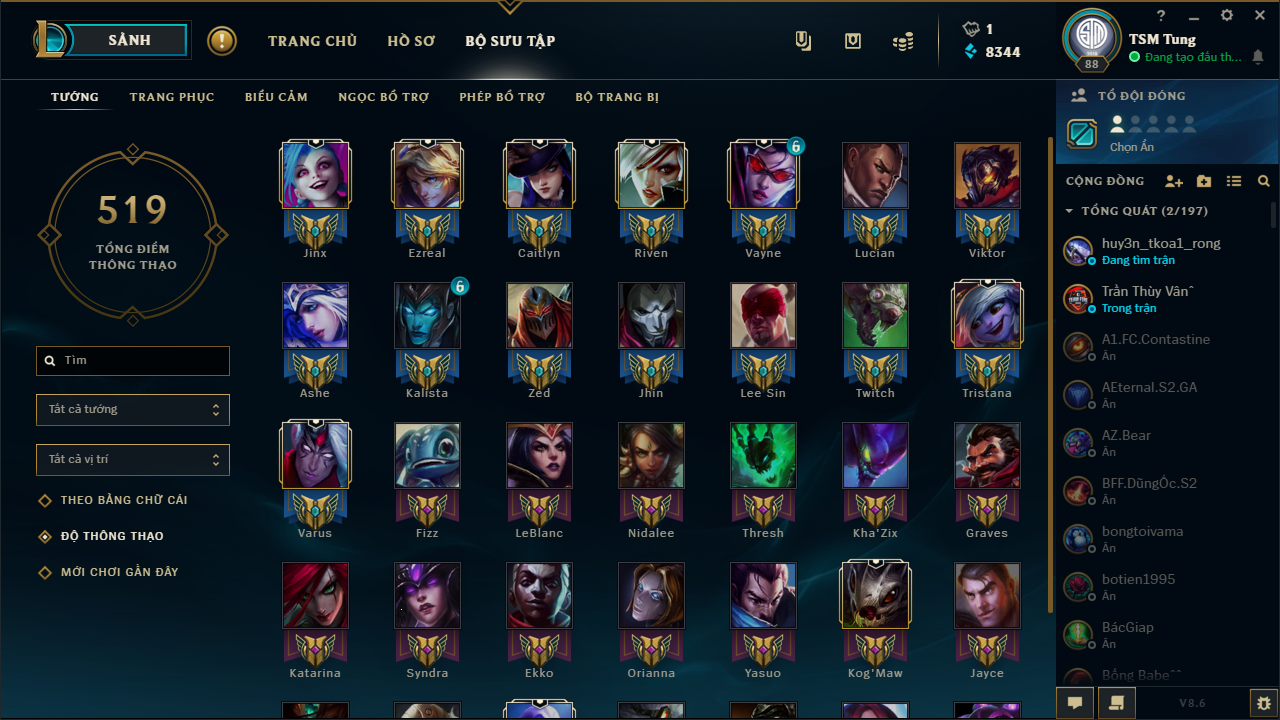 SẢNH
TRANG CHỦ
HỒ SƠ
BỘ SƯU TẬP
1
8344
?
TSM Tung
Đang tạo đấu th...
88
TƯỚNG
TRANG PHỤC
BIỂU CẢM
NGỌC BỔ TRỢ
PHÉP BỔ TRỢ
BỘ TRANG BỊ
519
TỔNG ĐIỂM
THÔNG THẠO
Tìm
Tất cả tướng
Tất cả vị trí
THEO BẢNG CHỮ CÁI
ĐỘ THÔNG THẠO
MỚI CHƠI GẦN ĐÂY
6
Jinx
Ezreal
Caitlyn
Riven
Vayne
Lucian
Viktor
6
Ashe
Kalista
Zed
Jhin
Lee Sin
Twitch
Tristana
Varus
Fizz
LeBlanc
Nidalee
Thresh
Kha'Zix
Graves
Katarina
Syndra
Ekko
Orianna
Yasuo
Kog'Maw
Jayce
TỔ ĐỘI ĐÓNG
Chọn Ẩn
CỘNG ĐỒNG
TỔNG QUÁT (2/197)
huy3n_tkoa1_rong
Đang tìm trận
Trần Thùy Vânˆ
Trong trận
A1.FC.Contastine
Ẩn
AEternal.S2.GA
Ẩn
AZ.Bear
Ẩn
BFF.DũngÓc.S2
Ẩn
bongtoivama
Ẩn
botien1995
Ẩn
BácGiap
Ẩn
Bống Babeˆˆ
V8.6